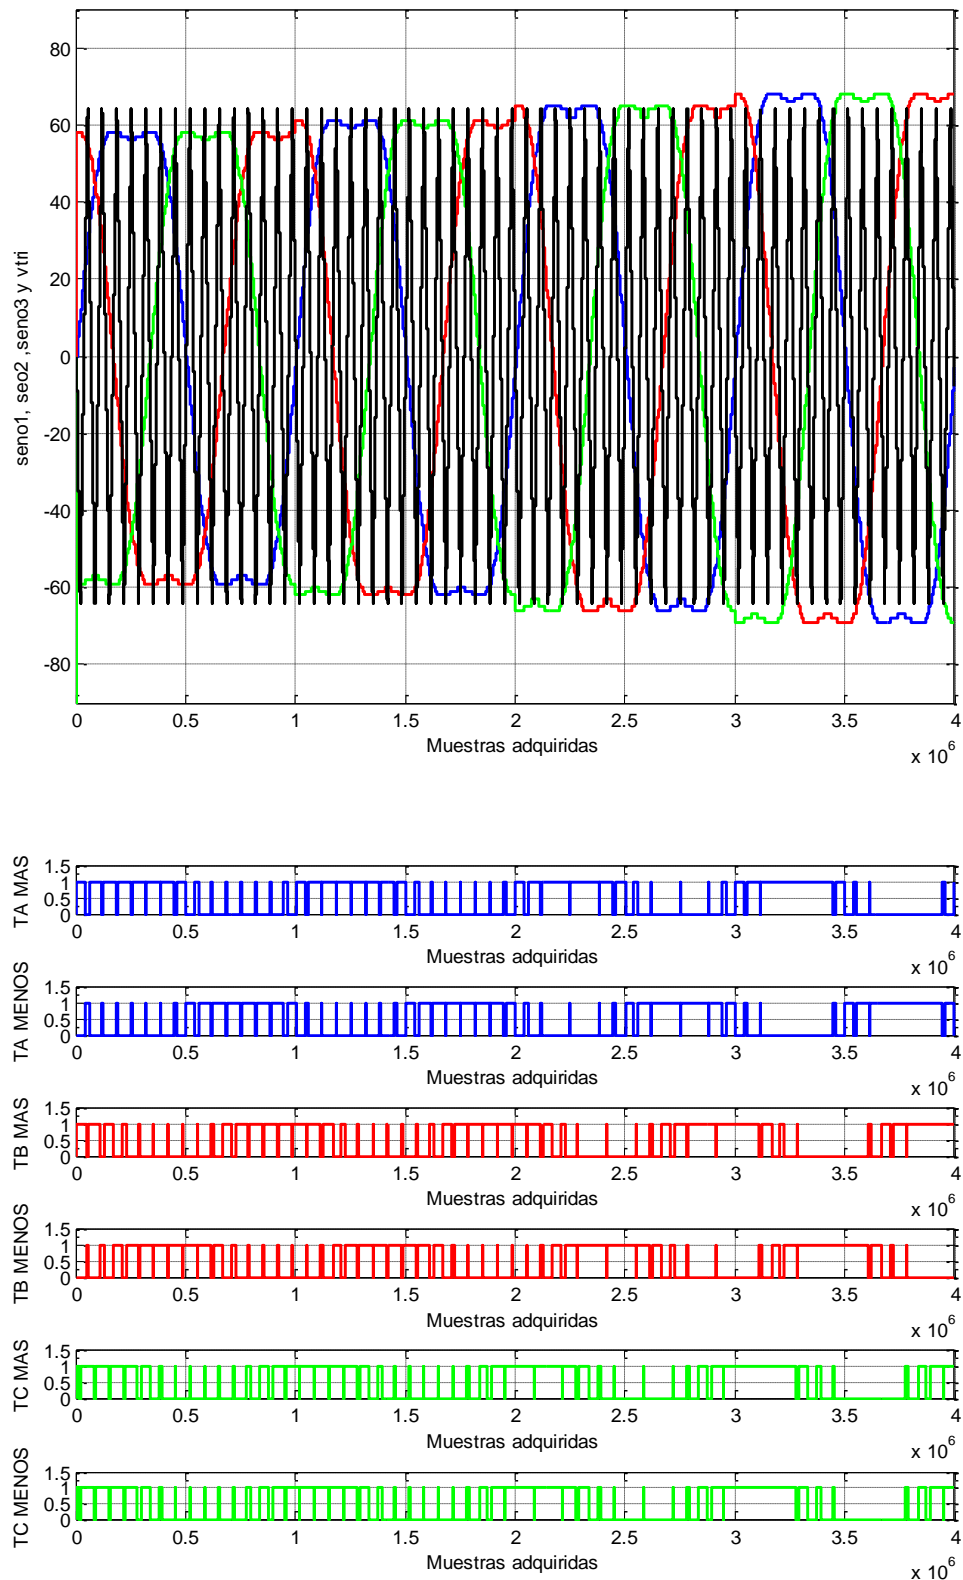 80
60
40
20
0
-20
-40
-60
-80
seno1, seo2 ,seno3 y vtri
0 0.5 1 1.5 2 2.5 3 3.5 4
Muestras adquiridas
x 10^6
TA MAS
1.5
1
0.5
0
0 0.5 1 1.5 2 2.5 3 3.5 4
Muestras adquiridas
x 10^6
TA MENOS
1.5
1
0.5
0
0 0.5 1 1.5 2 2.5 3 3.5 4
Muestras adquiridas
x 10^6
TB MAS
1.5
1
0.5
0
0 0.5 1 1.5 2 2.5 3 3.5 4
Muestras adquiridas
x 10^6
TB MENOS
1.5
1
0.5
0
0 0.5 1 1.5 2 2.5 3 3.5 4
Muestras adquiridas
x 10^6
TC MAS
1.5
1
0.5
0
0 0.5 1 1.5 2 2.5 3 3.5 4
Muestras adquiridas
x 10^6
TC MENOS
1.5
1
0.5
0
0 0.5 1 1.5 2 2.5 3 3.5 4
Muestras adquiridas
x 10^6